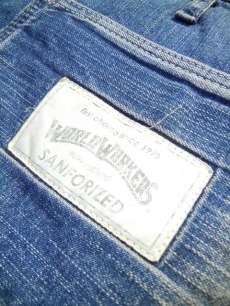 Best choice since 1975
WORLD WORKERS
SANFORIZED